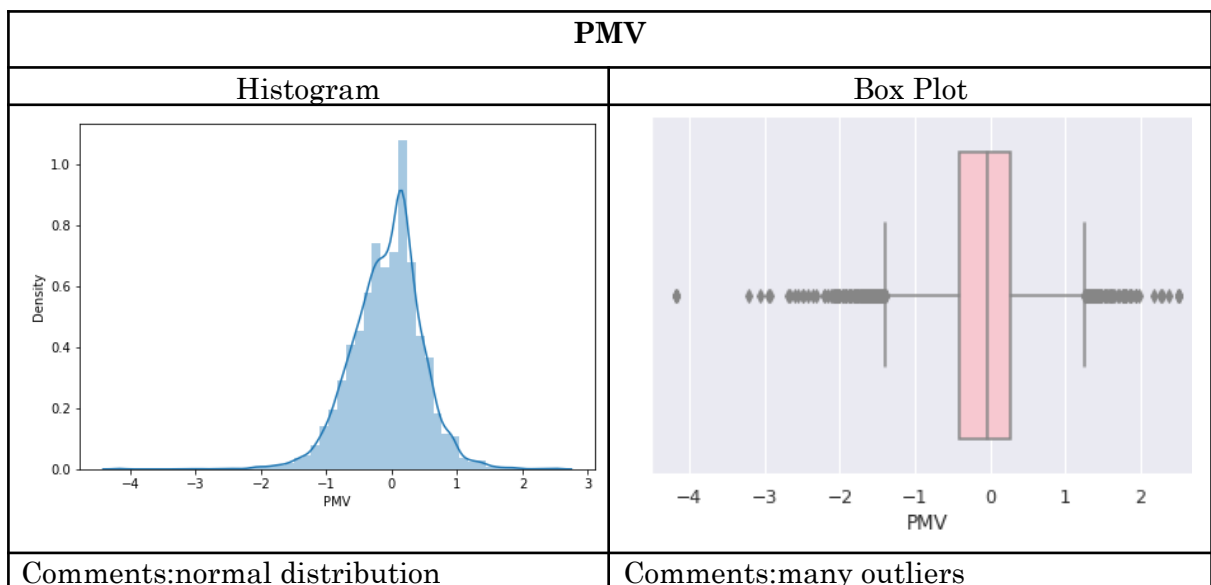 PMV
Histogram
Box Plot
1.0
0.8
0.6
0.4
0.2
0.0
Density
−4 −3 −2 −1 0 1 2 3
PMV
−4 −3 −2 −1 0 1 2
PMV
Comments:normal distribution
Comments:many outliers